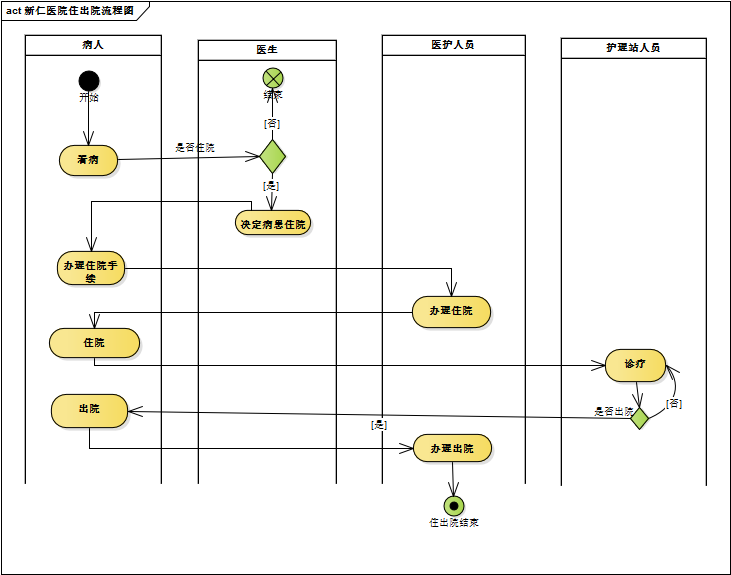 act 新仁医院住出院流程图
病人
医生
医护人员
护理站人员
开始
结束
[否]
看病
是否住院
[是]
决定病患住院
办理住院手
续
办理住院
住院
诊疗
出院
是否出院
[否]
[是]
办理出院
住出院结束